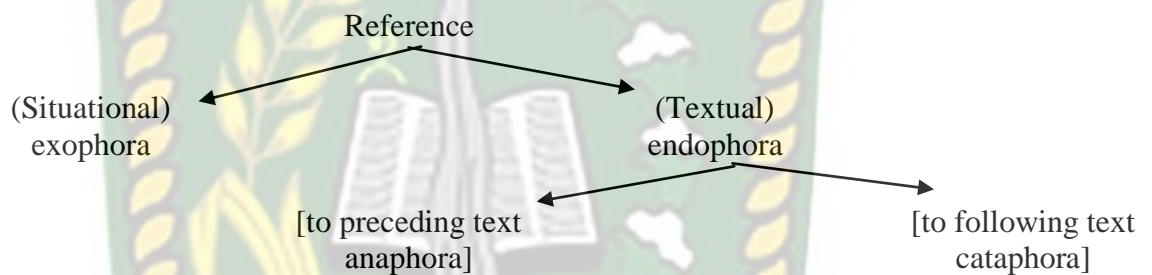 Reference
(Situational)
exophora
(Textual)
endophora
[to preceding text
anaphora]
[to following text
cataphora]